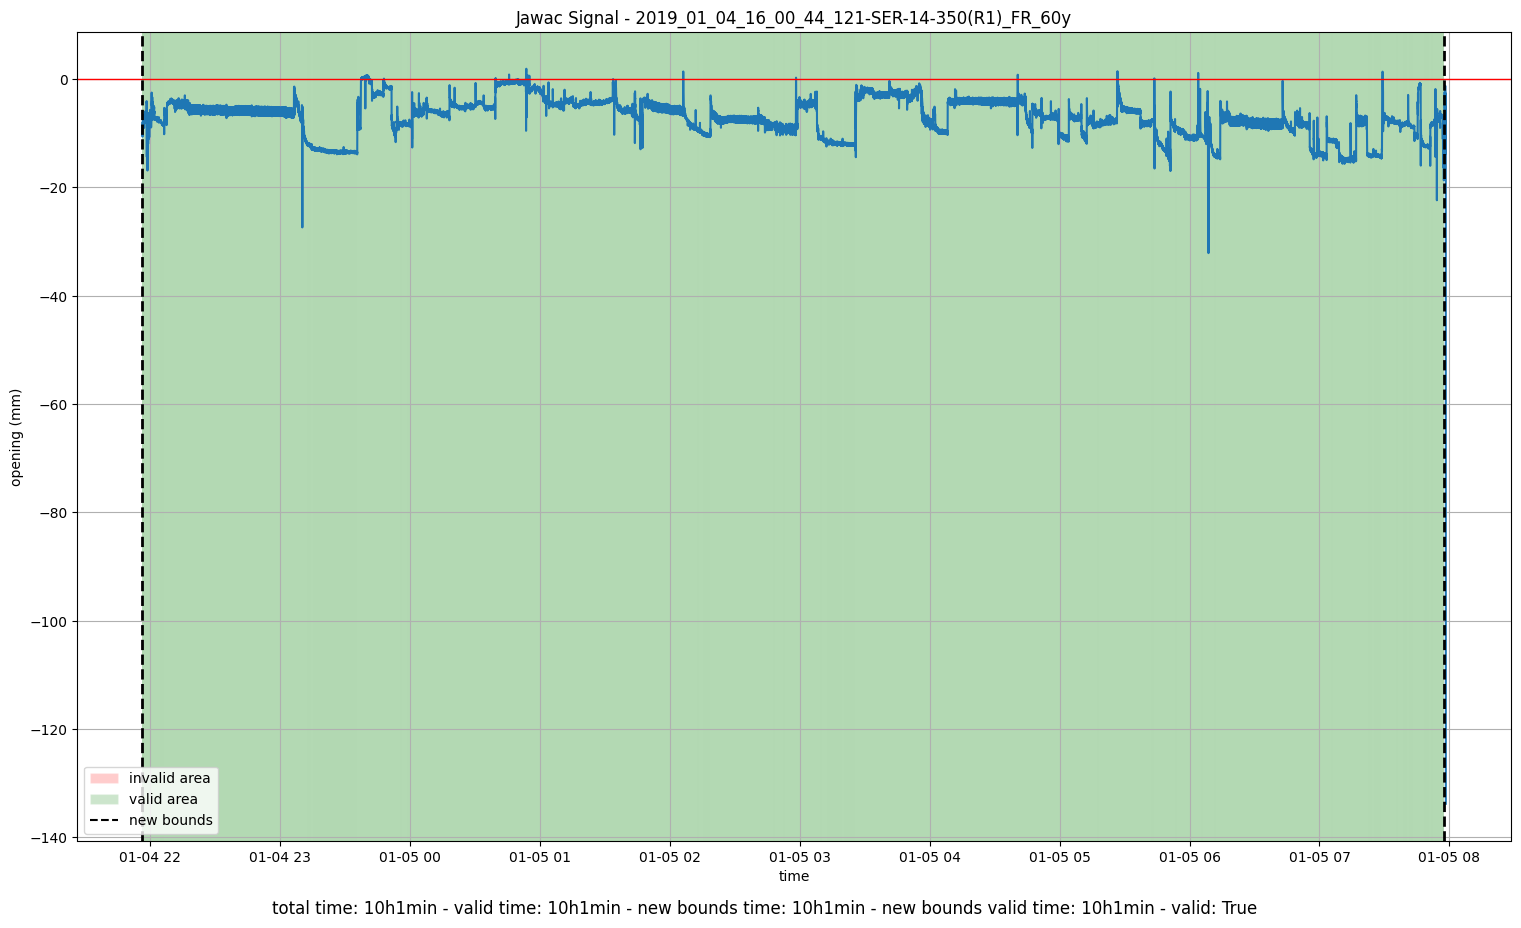 Jawac Signal - 2019_01_04_16_00_44_121-SER-14-350(R1)_FR_60y
opening (mm)
0
−20
−40
−60
−80
−100
−120
−140
invalid area
valid area
new bounds
01-04 22 01-04 23 01-05 00 01-05 01 01-05 02 01-05 03 01-05 04 01-05 05 01-05 06 01-05 07 01-05 08
time
total time: 10h1min - valid time: 10h1min - new bounds time: 10h1min - new bounds valid time: 10h1min - valid: True